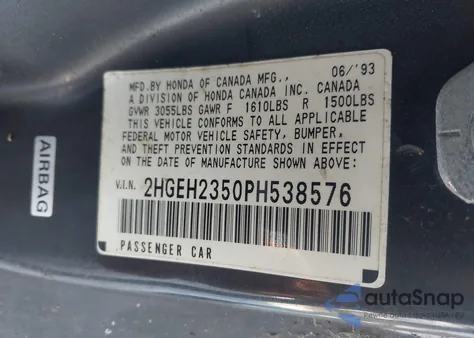 MFD.BY HONDA OF CANADA MFG., 06/'93
A DIVISION OF HONDA CANADA INC. CANADA
GVWR 3055LBS GAWR F 1610LBS R 1500LBS
THIS VEHICLE CONFORMS TO ALL APPLICABLE
FEDERAL MOTOR VEHICLE SAFETY, BUMPER,
AND THEFT PREVENTION STANDARDS IN EFFECT
ON THE DATE OF MANUFACTURE SHOWN ABOVE:
V.I.N. 2HGEH2350PH538576
PASSENGER CAR
AIRBAG
autoSnap